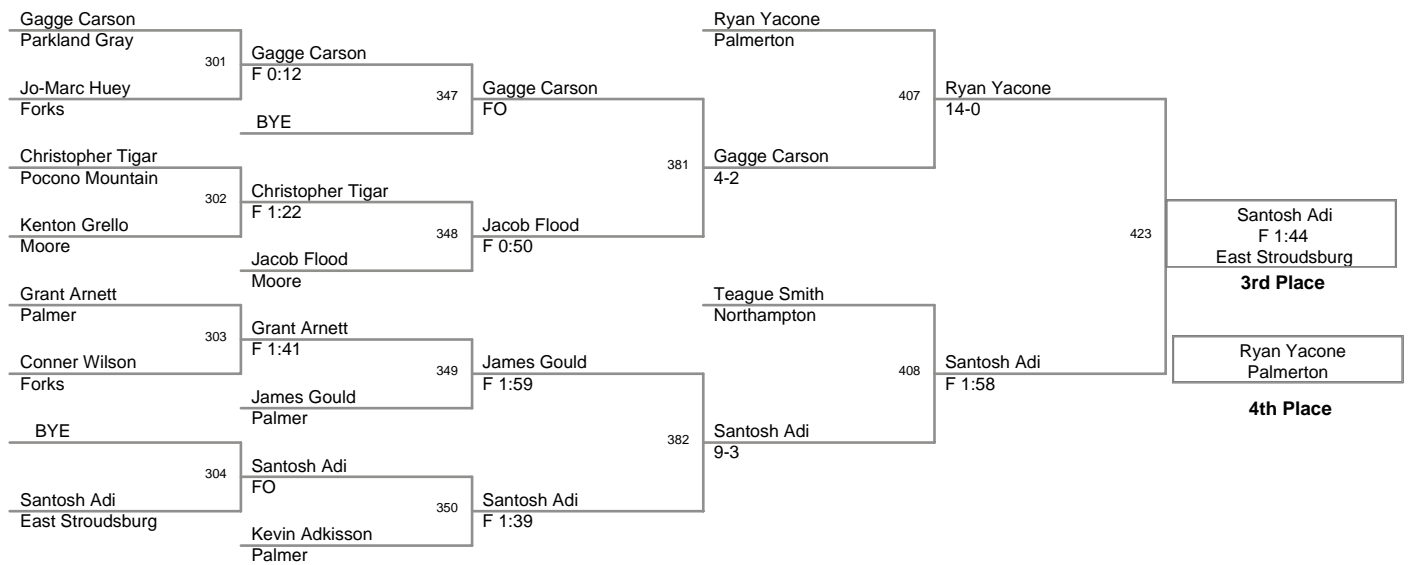 Gagge Carson
Parkland Gray
301
Jo-Marc Huey
Forks
Gagge Carson
F 0:12
347
BYE
Gagge Carson
FO
Christopher Tigar
Pocono Mountain
302
Kenton Grello
Moore
Christopher Tigar
F 1:22
348
Jacob Flood
Moore
Jacob Flood
F 0:50
381
Gagge Carson
4-2
Ryan Yacone
Palmerton
407
Ryan Yacone
14-0
Grant Arnett
Palmer
303
Conner Wilson
Forks
Grant Arnett
F 1:41
349
James Gould
Palmer
James Gould
F 1:59
BYE
304
Santosh Adi
East Stroudsburg
Santosh Adi
FO
350
Kevin Adkisson
Palmer
Santosh Adi
F 1:39
382
Santosh Adi
9-3
Teague Smith
Northampton
408
Santosh Adi
F 1:58
423
Santosh Adi
F 1:44
East Stroudsburg
3rd Place
Ryan Yacone
Palmerton
4th Place